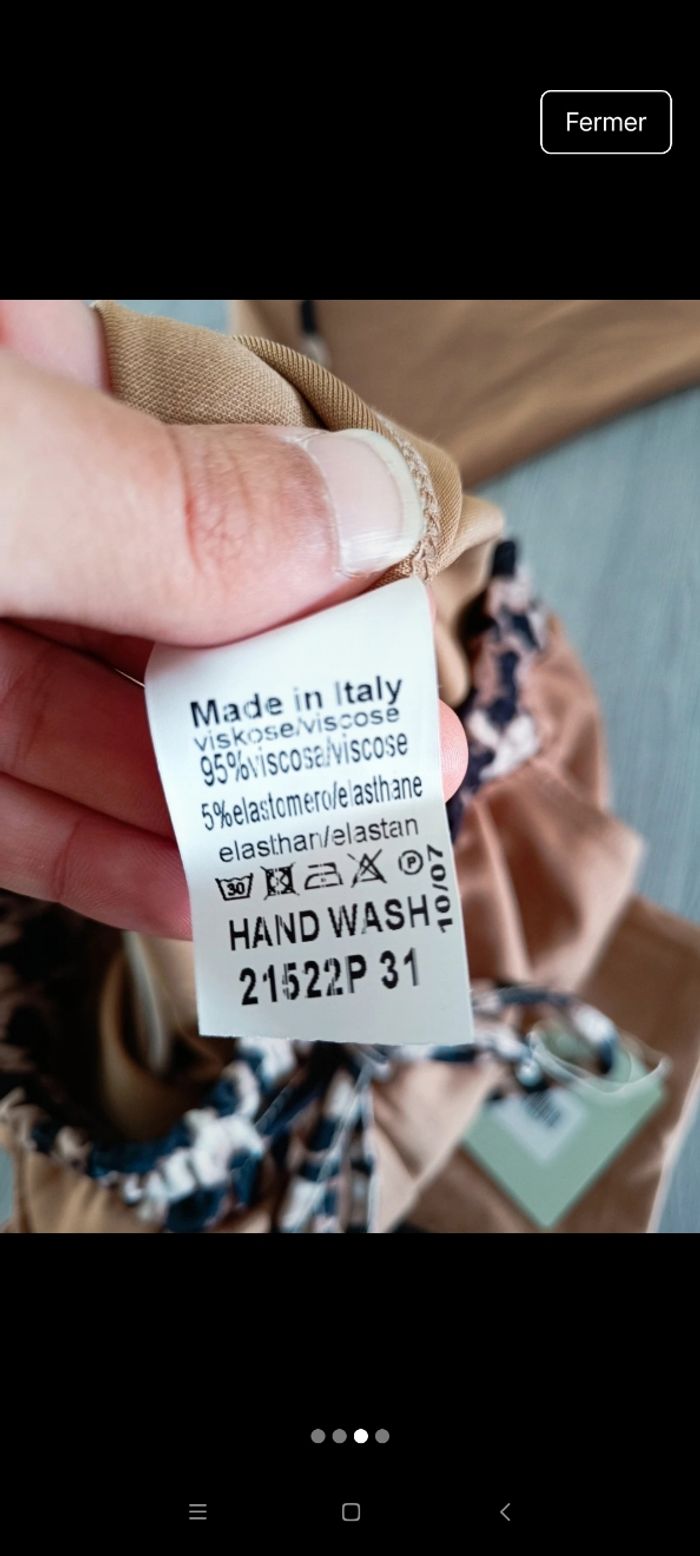 Fermer
Made in Italy
viskose/viscose
95%viscosa/viscose
5%elastomero/elasthane
elasthan/elastan
30
P
10/07
HAND WASH
21522P 31